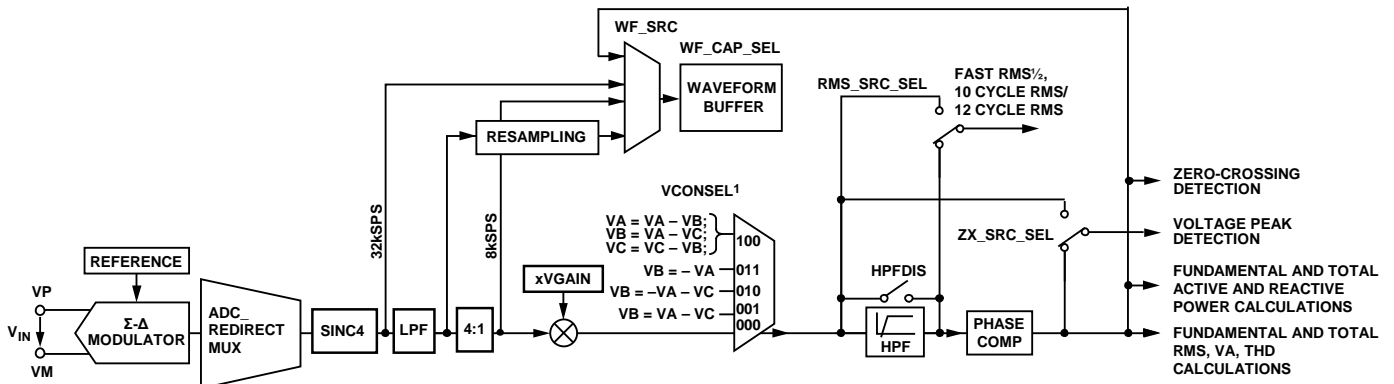 WF_SRC
WF_CAP_SEL
WAVEFORM
BUFFER
RESAMPLING
RMS_SRC_SEL
FAST RMS½,
10 CYCLE RMS/
12 CYCLE RMS
32kSPS
8kSPS
VCONSEL1
VA = VA – VB;
VB = VA – VC;
VC = VC – VB;
100
VB = – VA
011
VB = –VA – VC
010
VB = VA – VC
001
000
ZX_SRC_SEL
HPFDIS
ZERO-CROSSING
DETECTION
VOLTAGE PEAK
DETECTION
FUNDAMENTAL AND TOTAL
ACTIVE AND REACTIVE
POWER CALCULATIONS
FUNDAMENTAL AND TOTAL
RMS, VA, THD
CALCULATIONS
REFERENCE
VP
VIN
VM
Σ-Δ
MODULATOR
ADC_
REDIRECT
MUX
SINC4
LPF
4:1
xVGAIN
HPF
PHASE
COMP